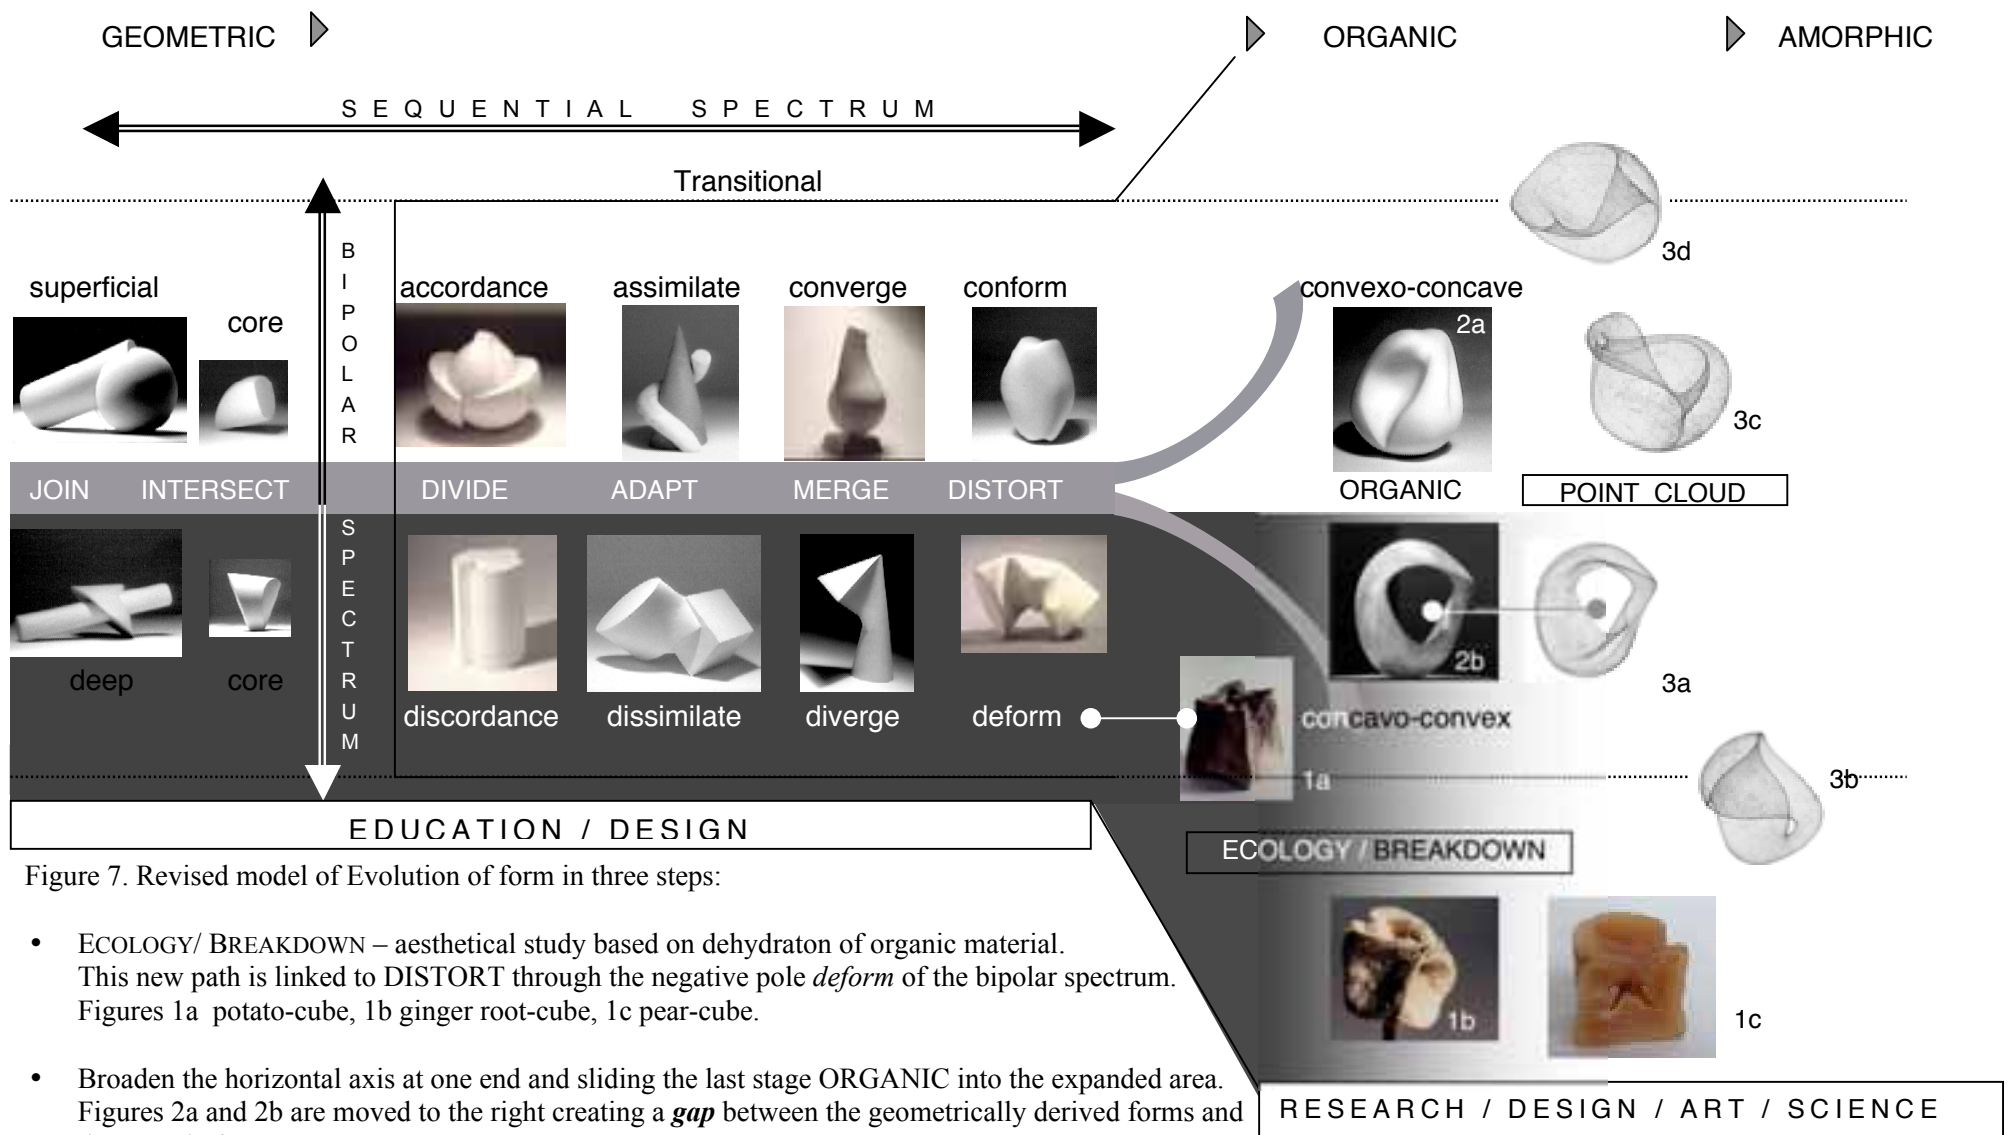 GEOMETRIC
ORGANIC
AMORPHIC
SEQUENTIAL SPECTRUM
Transitional
BIPOLAR
SPECTRUM
superficial
core
accordance
assimilate
converge
conform
convexo-concave
2a
3d
3c
JOIN
INTERSECT
DIVIDE
ADAPT
MERGE
DISTORT
ORGANIC
POINT CLOUD
deep
core
discordance
dissimilate
diverge
deform
2b
concavo-convex
3a
1a
3b
EDUCATION / DESIGN
ECOLOGY / BREAKDOWN
1b
1c
RESEARCH / DESIGN / ART / SCIENCE
Figure 7. Revised model of Evolution of form in three steps:
• ECOLOGY/ BREAKDOWN – aesthetical study based on dehydraton of organic material.
This new path is linked to DISTORT through the negative pole deform of the bipolar spectrum.
Figures 1a potato-cube, 1b ginger root-cube, 1c pear-cube.
• Broaden the horizontal axis at one end and sliding the last stage ORGANIC into the expanded area.
Figures 2a and 2b are moved to the right creating a gap between the geometrically derived forms and